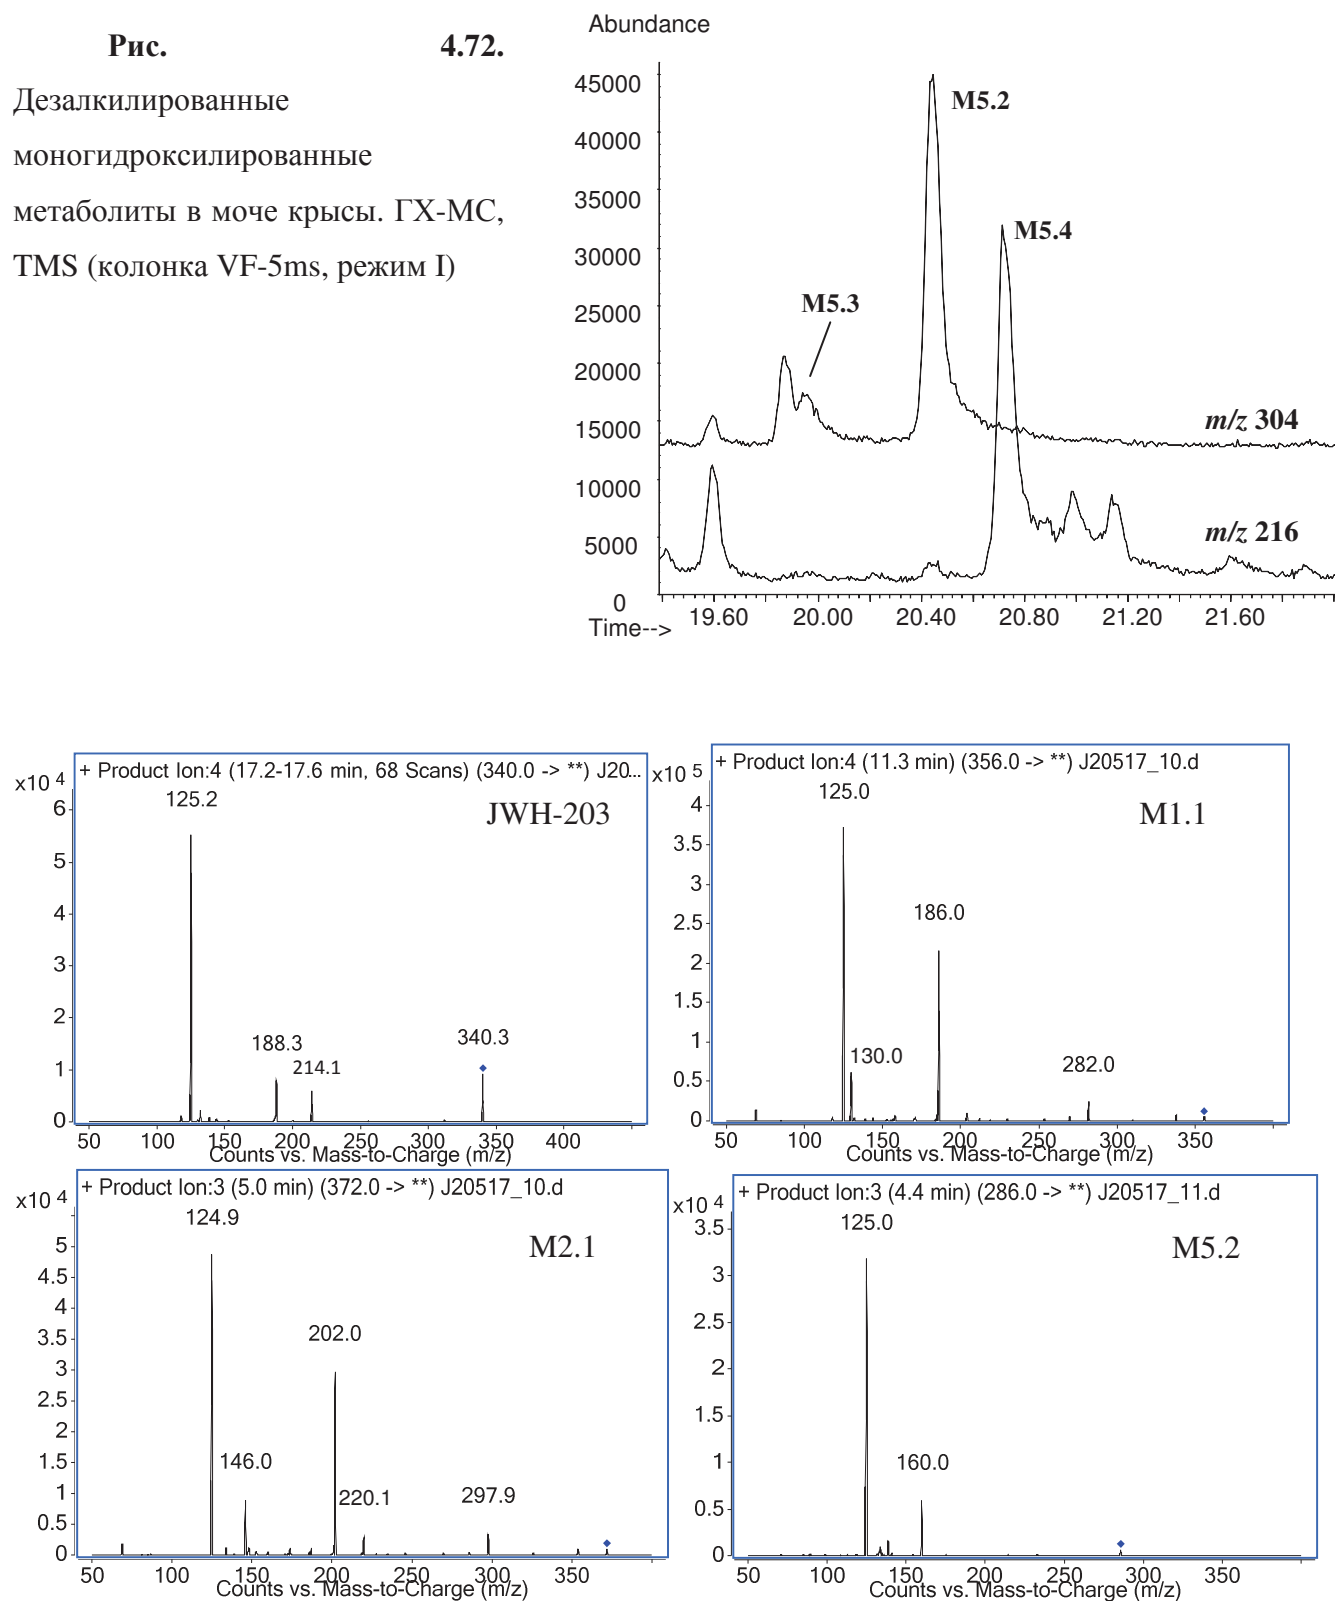 Рис. 4.72.
Дезалкилированные
моногидроксилированные
метаболиты в моче крысы. ГХ-МС,
TMS (колонка VF-5ms, режим I)
Abundance
45000
40000
35000
30000
25000
20000
15000
10000
5000
0
Time-->
19.60 20.00 20.40 20.80 21.20 21.60
M5.2
M5.4
M5.3
m/z 304
m/z 216
x10 4
+ Product Ion:4 (17.2-17.6 min, 68 Scans) (340.0 -> **) J20...
JWH-203
125.2
188.3
214.1
340.3
6
5
4
3
2
1
0
50 100 150 200 250 300 350 400
Counts vs. Mass-to-Charge (m/z)
x10 5
+ Product Ion:4 (11.3 min) (356.0 -> **) J20517_10.d
M1.1
125.0
186.0
130.0
282.0
4
3.5
3
2.5
2
1.5
1
0.5
0
50 100 150 200 250 300 350
Counts vs. Mass-to-Charge (m/z)
x10 4
+ Product Ion:3 (5.0 min) (372.0 -> **) J20517_10.d
M2.1
124.9
202.0
146.0
220.1
297.9
5
4.5
4
3.5
3
2.5
2
1.5
1
0.5
0
50 100 150 200 250 300 350
Counts vs. Mass-to-Charge (m/z)
x10 4
+ Product Ion:3 (4.4 min) (286.0 -> **) J20517_11.d
M5.2
125.0
160.0
3.5
3
2.5
2
1.5
1
0.5
0
50 100 150 200 250 300 350
Counts vs. Mass-to-Charge (m/z)